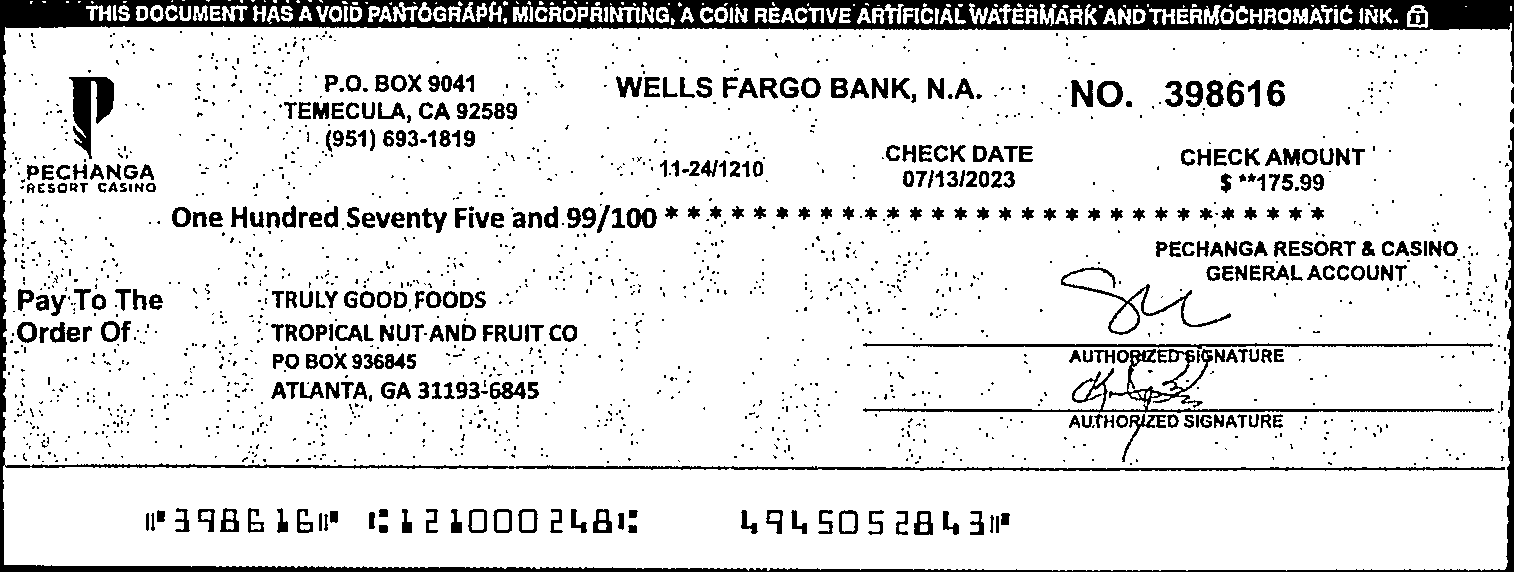 THIS DOCUMENT HAS A VOID PANTOGRAPH, MICROPRINTING, A COIN REACTIVE ARTIFICIAL WATERMARK AND THERMOCHROMATIC INK.
P.O. BOX 9041
TEMECULA, CA 92589
(951) 693-1819
WELLS FARGO BANK, N.A.
NO. 398616
PECHANGA
RESORT CASINO
11-24/1210
CHECK DATE
07/13/2023
CHECK AMOUNT
$ **175.99
One Hundred Seventy Five and 99/100 * * * * * * * * * * * * * * * * * * * * * * * * * * * * * *
PECHANGA RESORT & CASINO
GENERAL ACCOUNT
Pay To The
Order Of
TRULY GOOD FOODS
TROPICAL NUT AND FRUIT CO
PO BOX 936845
ATLANTA, GA 31193-6845
AUTHORIZED SIGNATURE
AUTHORIZED SIGNATURE
⑈398616⑈ ⑆121000248⑆ 4945052843⑈